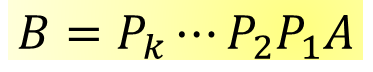 B = P_k ⋯ P_2 P_1 A